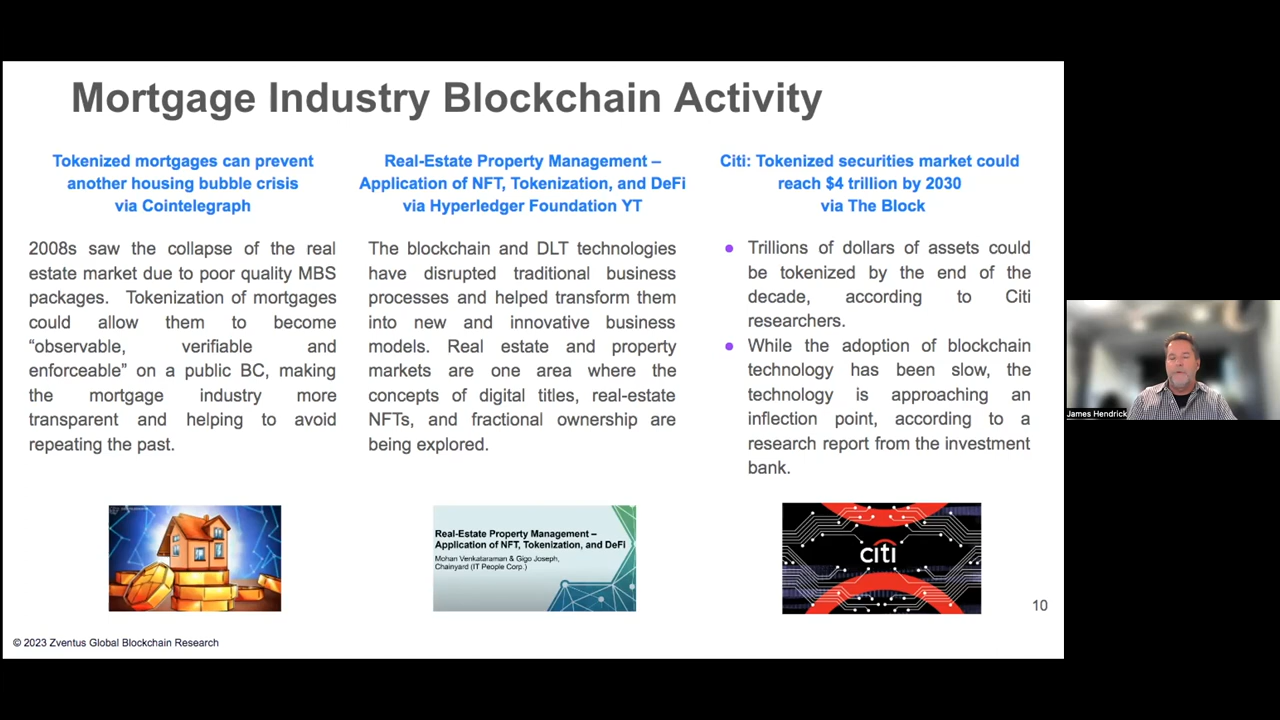 Mortgage Industry Blockchain Activity
Tokenized mortgages can prevent
another housing bubble crisis
via Cointelegraph
2008s saw the collapse of the real
estate market due to poor quality MBS
packages. Tokenization of mortgages
could allow them to become
“observable, verifiable and
enforceable” on a public BC, making
the mortgage industry more
transparent and helping to avoid
repeating the past.
Real-Estate Property Management –
Application of NFT, Tokenization, and DeFi
via Hyperledger Foundation YT
The blockchain and DLT technologies
have disrupted traditional business
processes and helped transform them
into new and innovative business
models. Real estate and property
markets are one area where the
concepts of digital titles, real-estate
NFTs, and fractional ownership are
being explored.
Real-Estate Property Management –
Application of NFT, Tokenization, and DeFi
Mohan Venkataraman & Gigo Joseph,
Chainyard (IT People Corp.)
Citi: Tokenized securities market could
reach $4 trillion by 2030
via The Block
● Trillions of dollars of assets could
be tokenized by the end of the
decade, according to Citi
researchers.
● While the adoption of blockchain
technology has been slow, the
technology is approaching an
inflection point, according to a
research report from the investment
bank.
citi
10
© 2023 Zventus Global Blockchain Research
James Hendrick